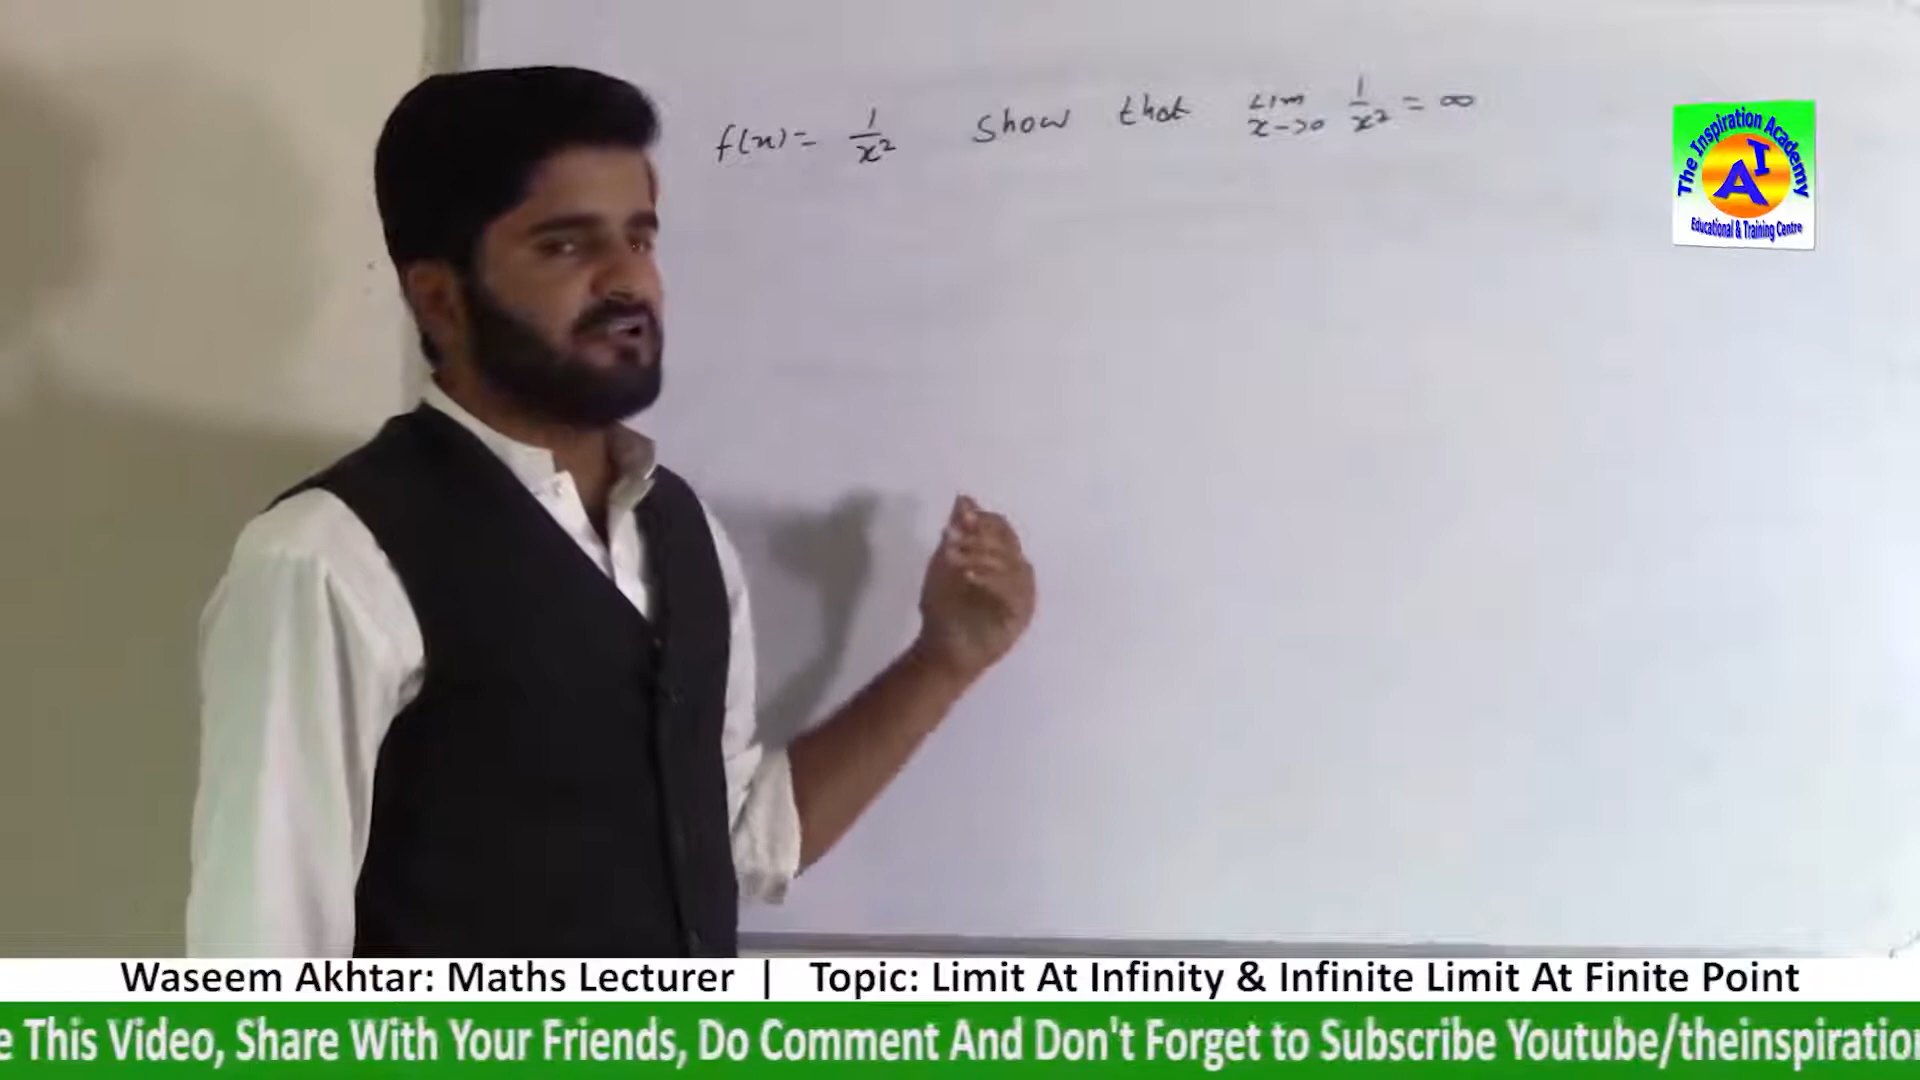 f(x) = 1/x² show that Lim x->0 1/x² = ∞
The Inspiration Academy
AI
Educational & Training Centre
Waseem Akhtar: Maths Lecturer | Topic: Limit At Infinity & Infinite Limit At Finite Point
e This Video, Share With Your Friends, Do Comment And Don't Forget to Subscribe Youtube/theinspiration